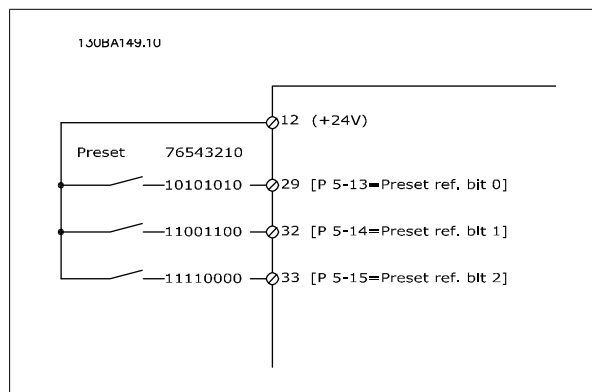 130BA149.10
12 (+24V)
Preset 76543210
10101010 29 [P 5-13=Preset ref. bit 0]
11001100 32 [P 5-14=Preset ref. bit 1]
11110000 33 [P 5-15=Preset ref. bit 2]